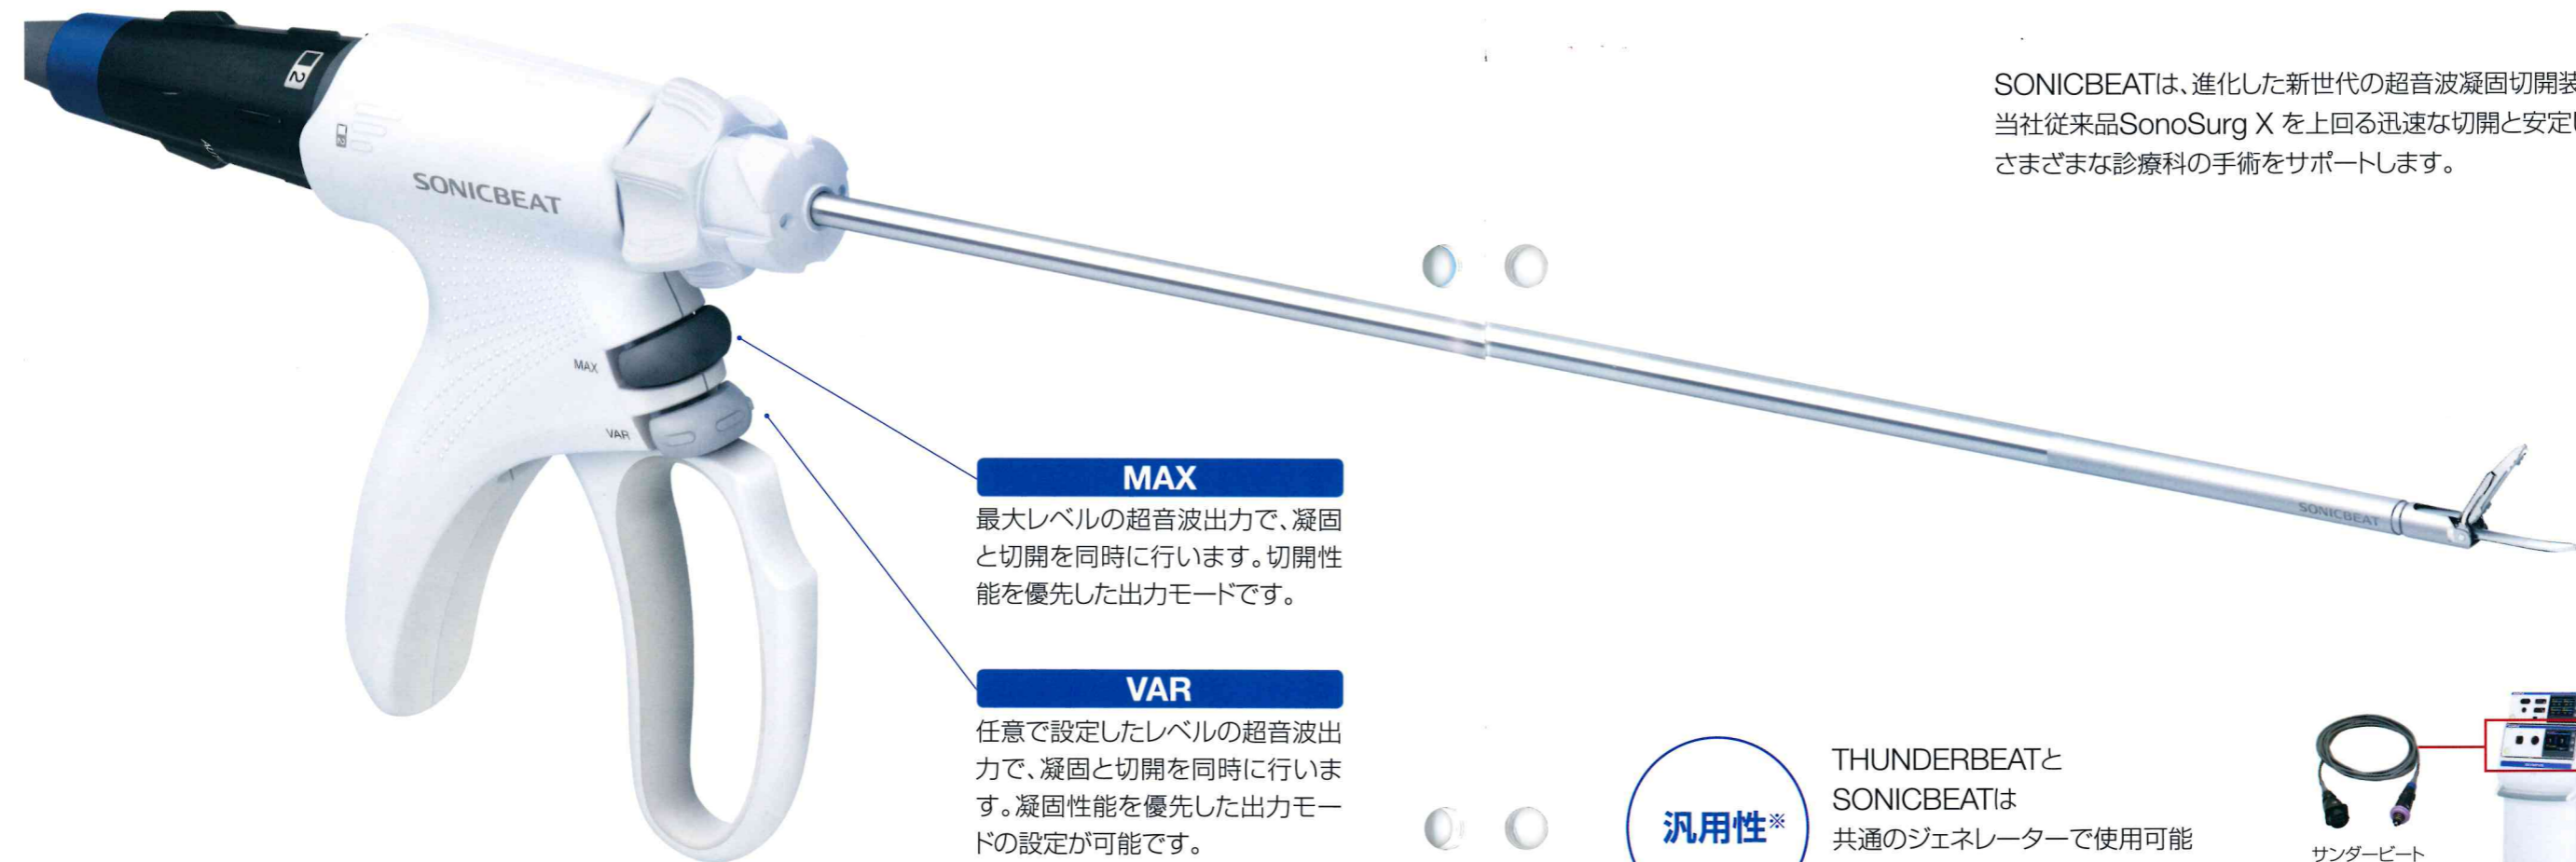 SONICBEATは、進化した新世代の超音波凝固切開装
当社従来品SonoSurg X を上回る迅速な切開と安定
さまざまな診療科の手術をサポートします。
2
SONICBEAT
MAX
VAR
SONICBEAT
MAX
最大レベルの超音波出力で、凝固
と切開を同時に行います。切開性
能を優先した出力モードです。
VAR
任意で設定したレベルの超音波出
力で、凝固と切開を同時に行いま
す。凝固性能を優先した出力モー
ドの設定が可能です。
汎用性※
THUNDERBEATと
SONICBEATは
共通のジェネレーターで使用可能
サンダービート